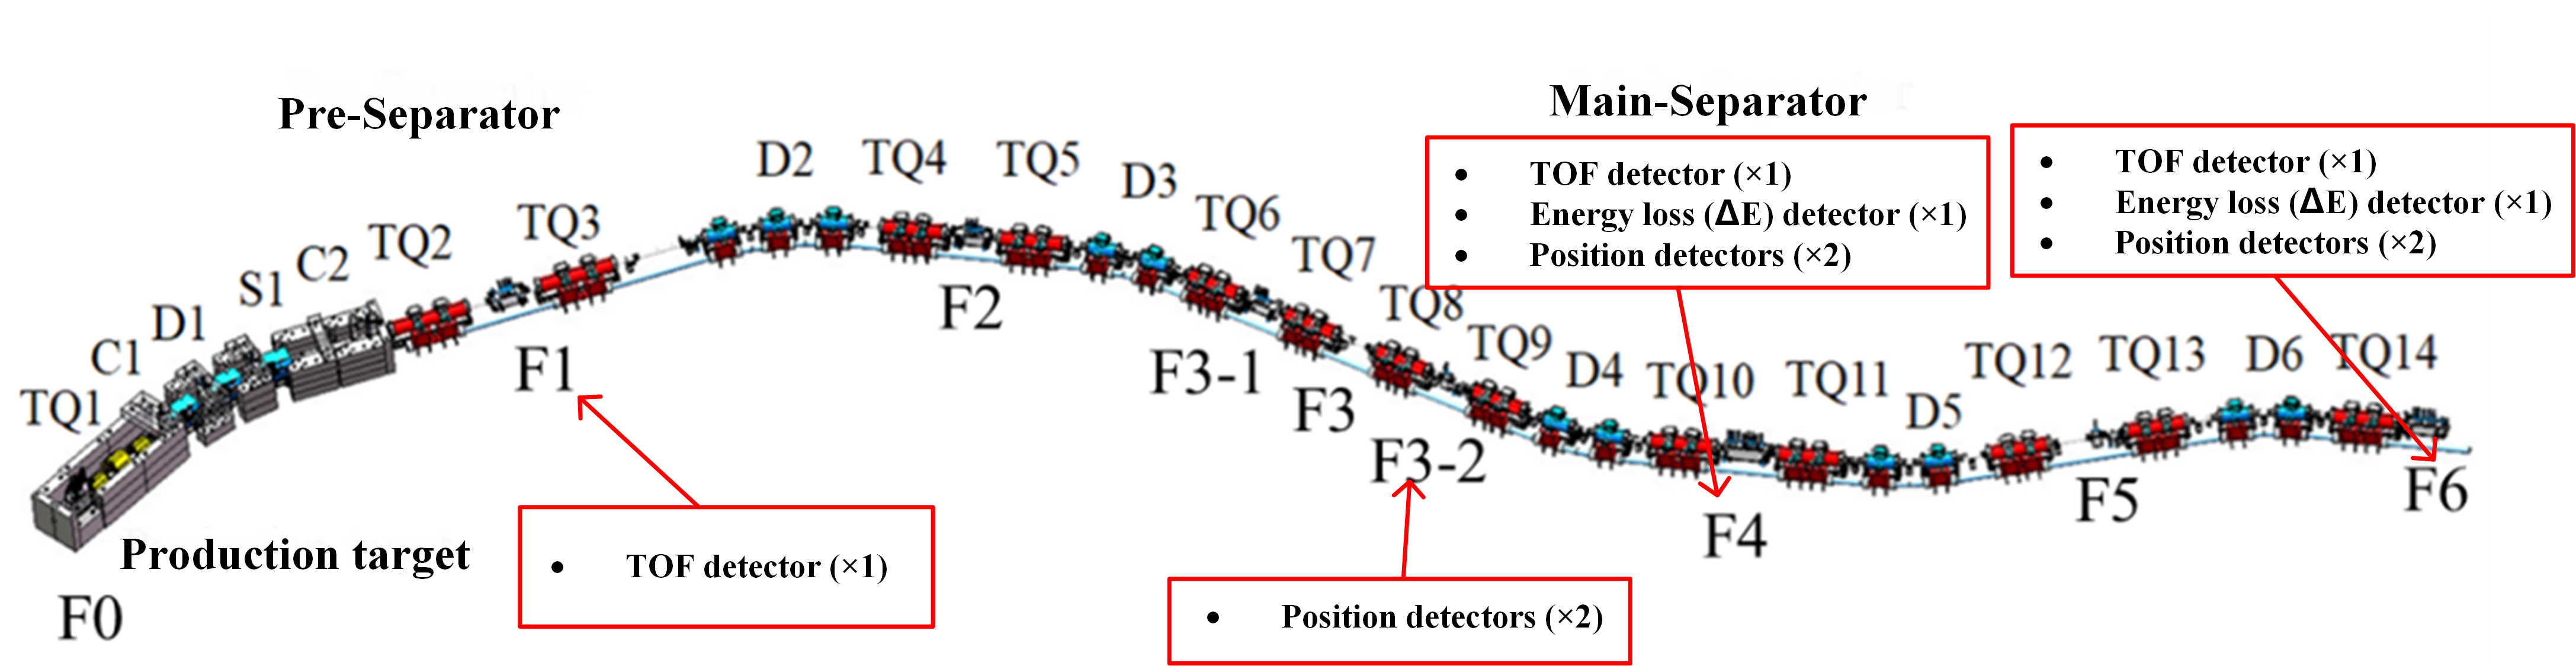 Pre-Separator
Main-Separator
• TOF detector (×1)
• Energy loss (ΔE) detector (×1)
• Position detectors (×2)
• TOF detector (×1)
• Energy loss (ΔE) detector (×1)
• Position detectors (×2)
TQ1
C1
D1
S1
C2
TQ2
TQ3
D2
TQ4
TQ5
D3
TQ6
TQ7
TQ8
TQ9
D4
TQ10
TQ11
D5
TQ12
TQ13
D6
TQ14
F0
F1
F2
F3-1
F3
F3-2
F4
F5
F6
Production target
• TOF detector (×1)
• Position detectors (×2)